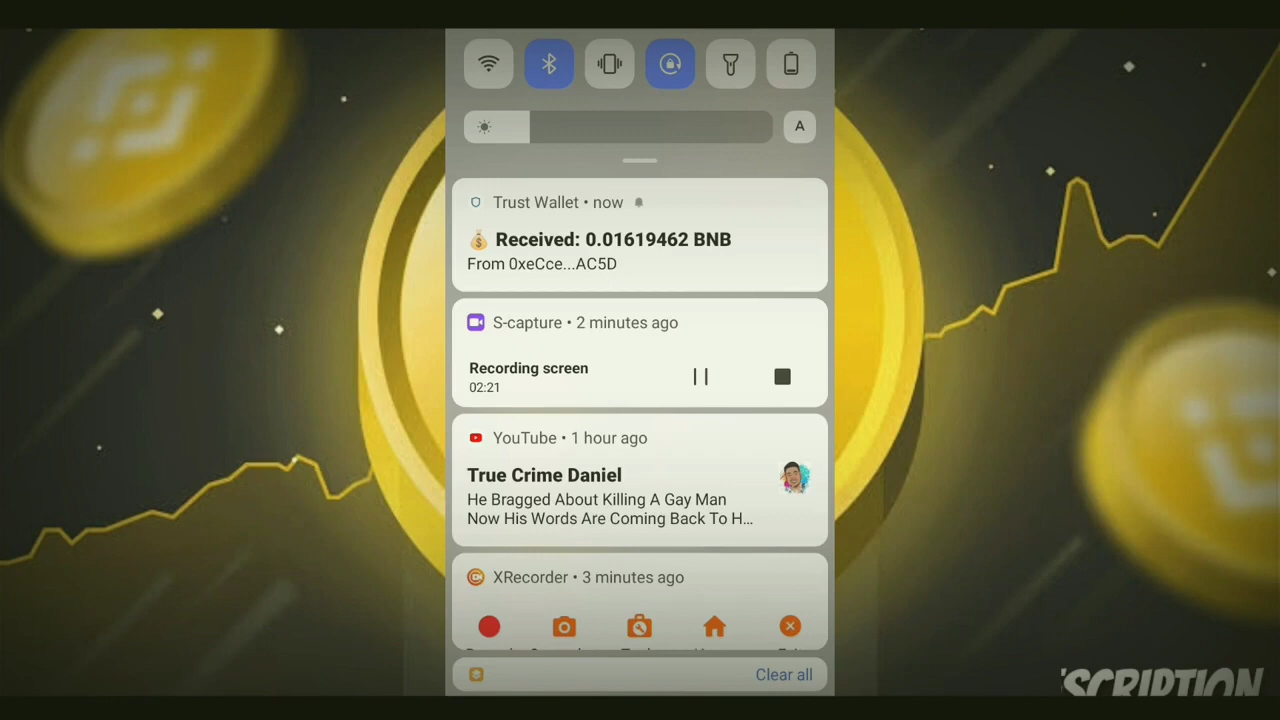 A
Trust Wallet • now
Received: 0.01619462 BNB
From 0xeCce...AC5D
S-capture • 2 minutes ago
Recording screen
02:21
YouTube • 1 hour ago
True Crime Daniel
He Bragged About Killing A Gay Man
Now His Words Are Coming Back To H...
XRecorder • 3 minutes ago
Clear all
'SCRIPTION